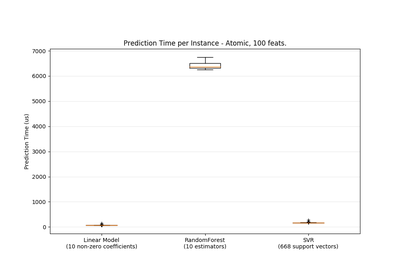 Prediction Time per Instance - Atomic, 100 feats.
7000
6000
5000
4000
3000
2000
1000
0
Prediction Time (us)
Linear Model
(10 non-zero coefficients)
RandomForest
(10 estimators)
SVR
(668 support vectors)